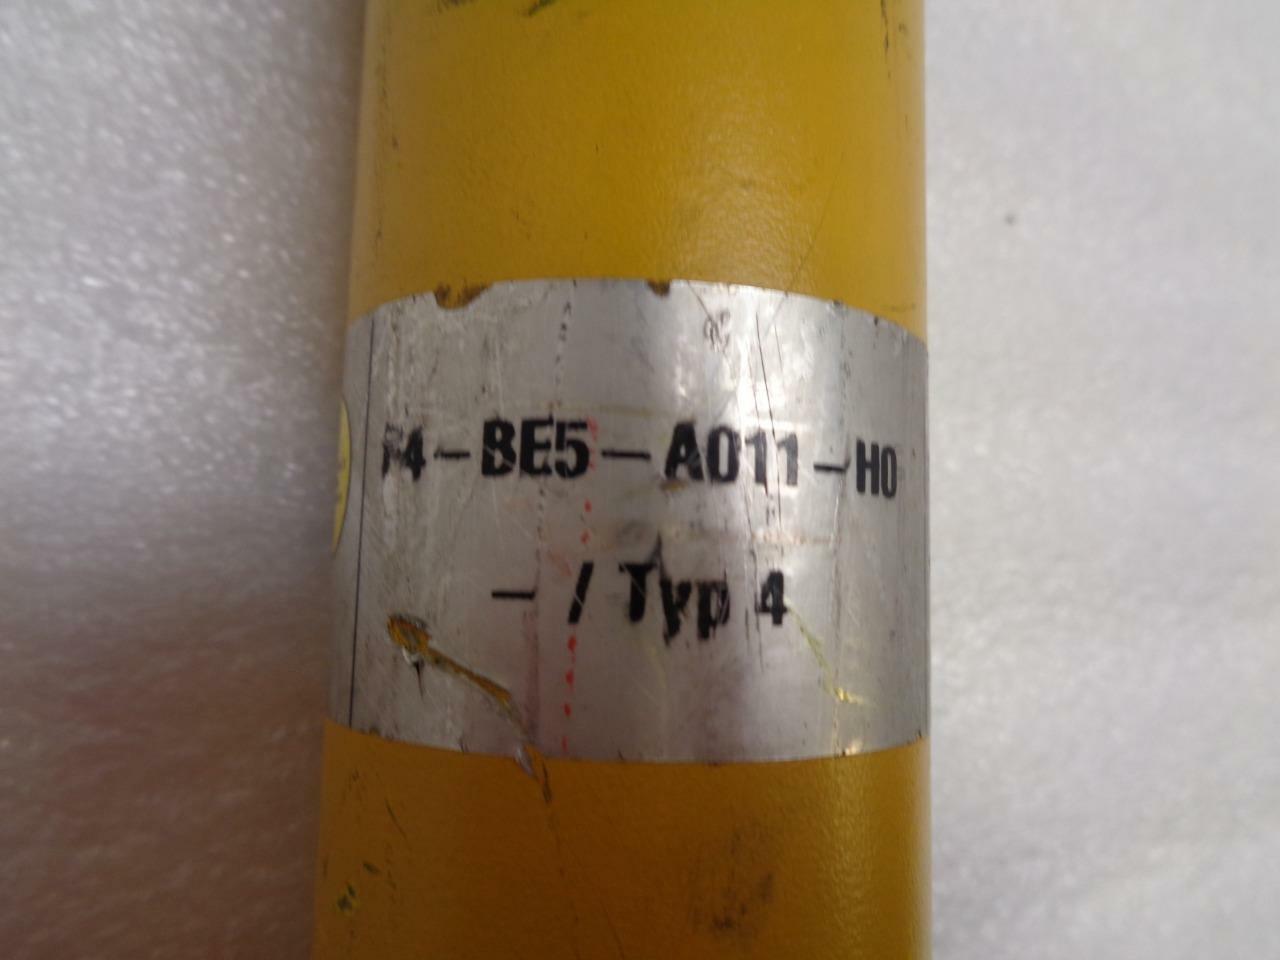 F4-BE5-A011-H0
- / Typ 4